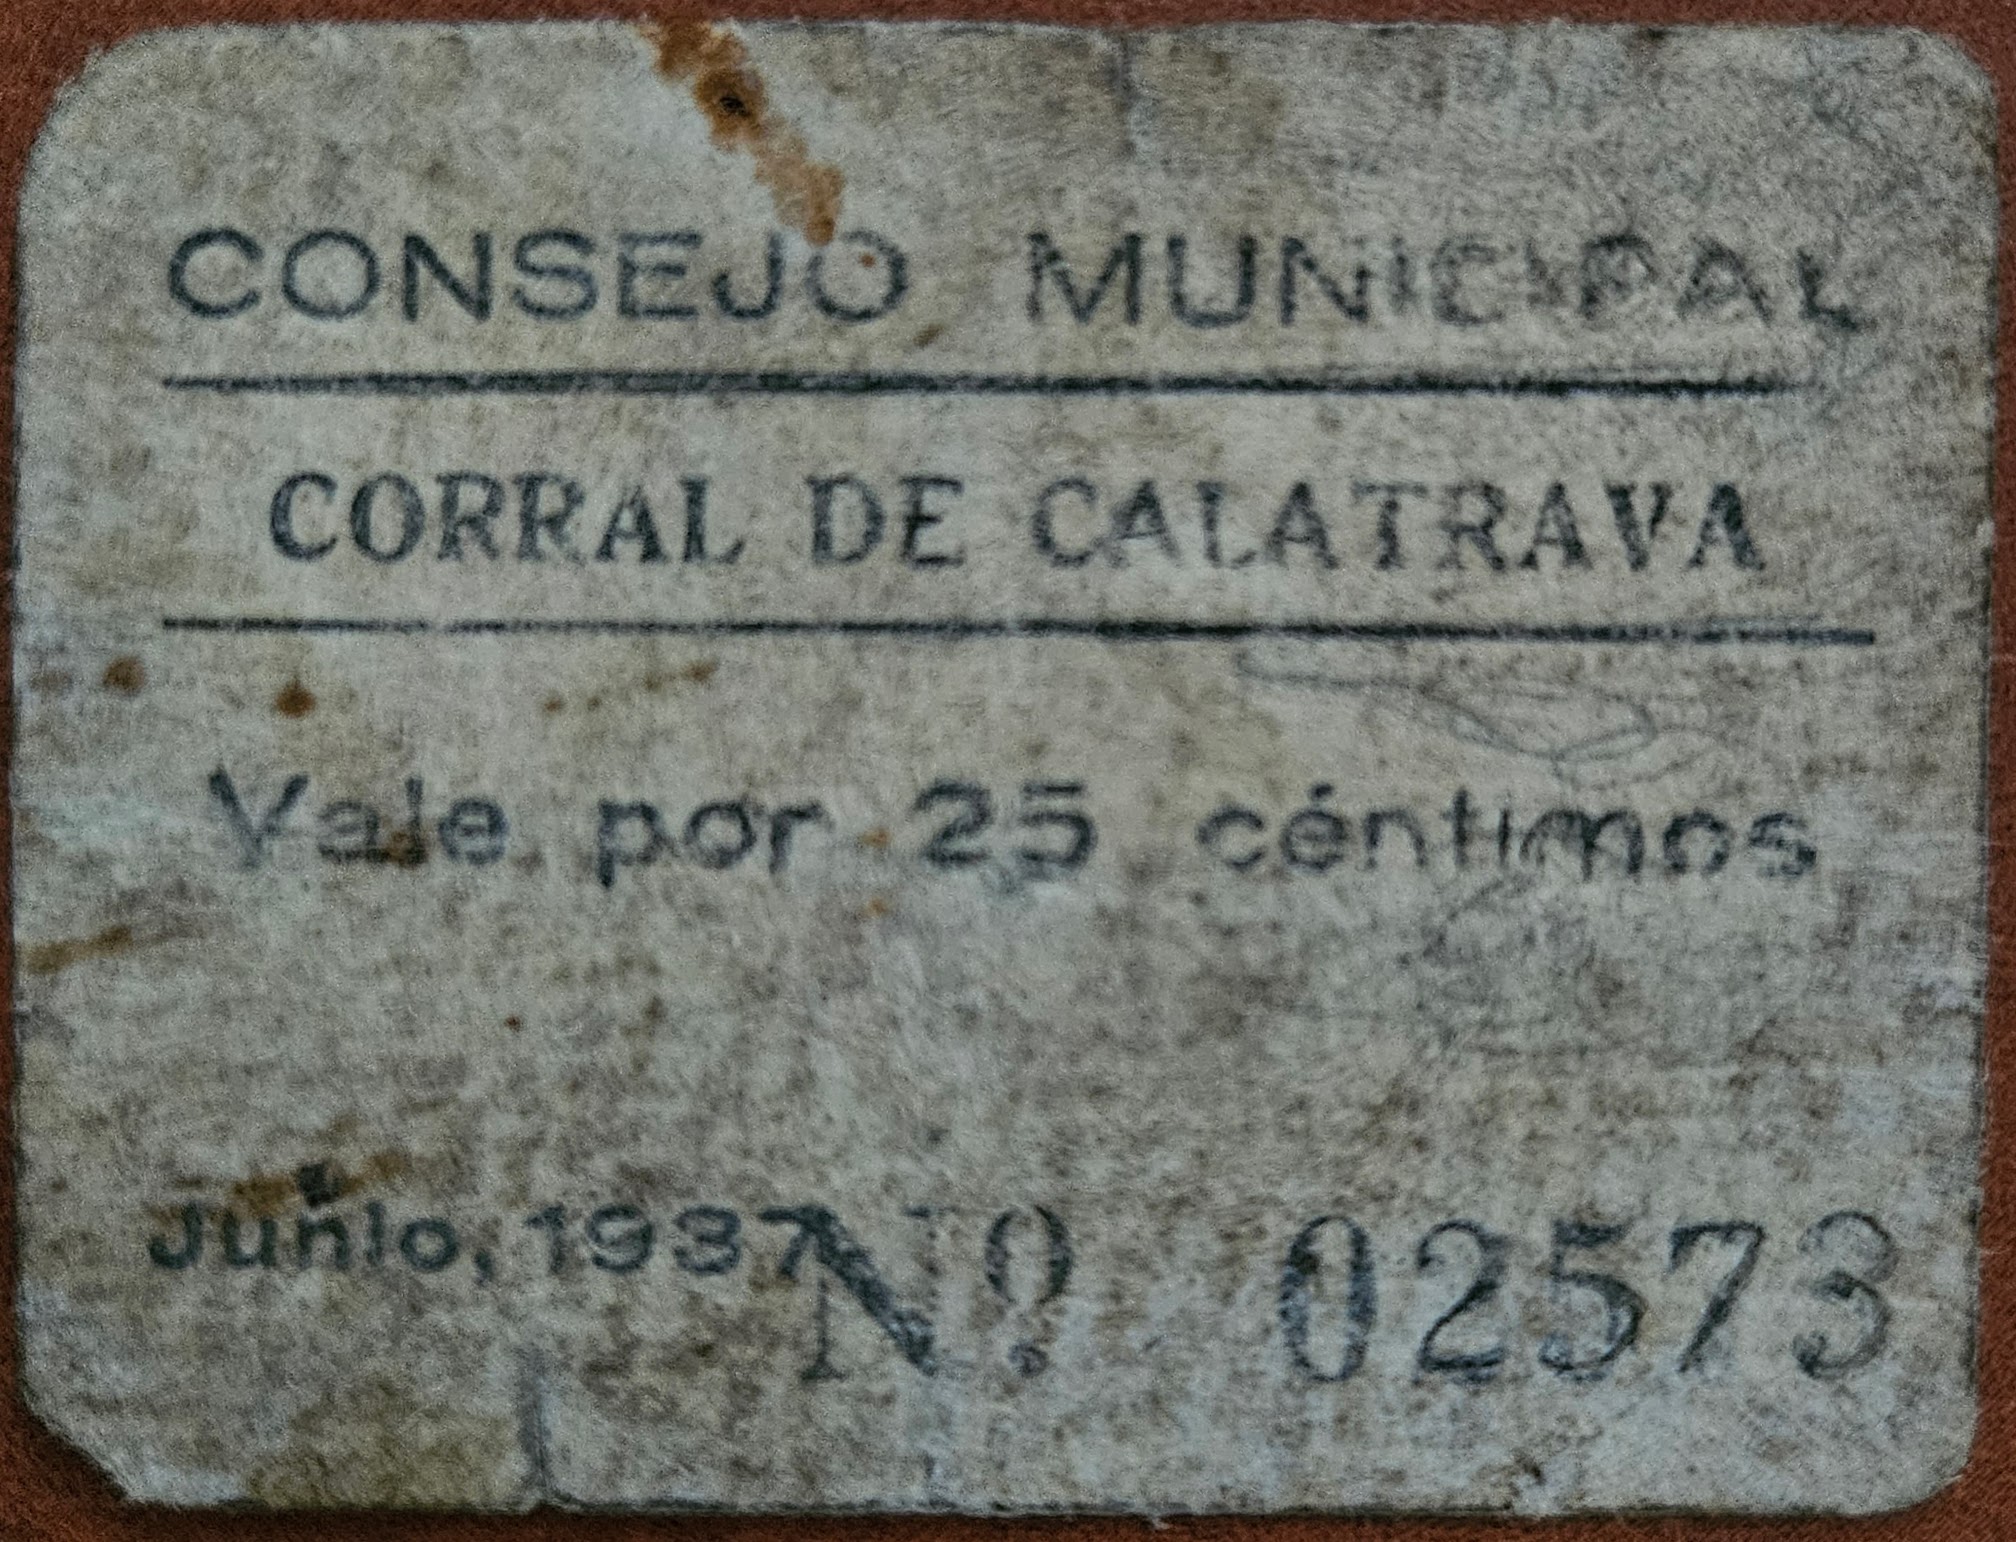 CONSEJO MUNICIPAL
CORRAL DE CALATRAVA
Vale por 25 céntimos
Junio, 1937 Nº 02573